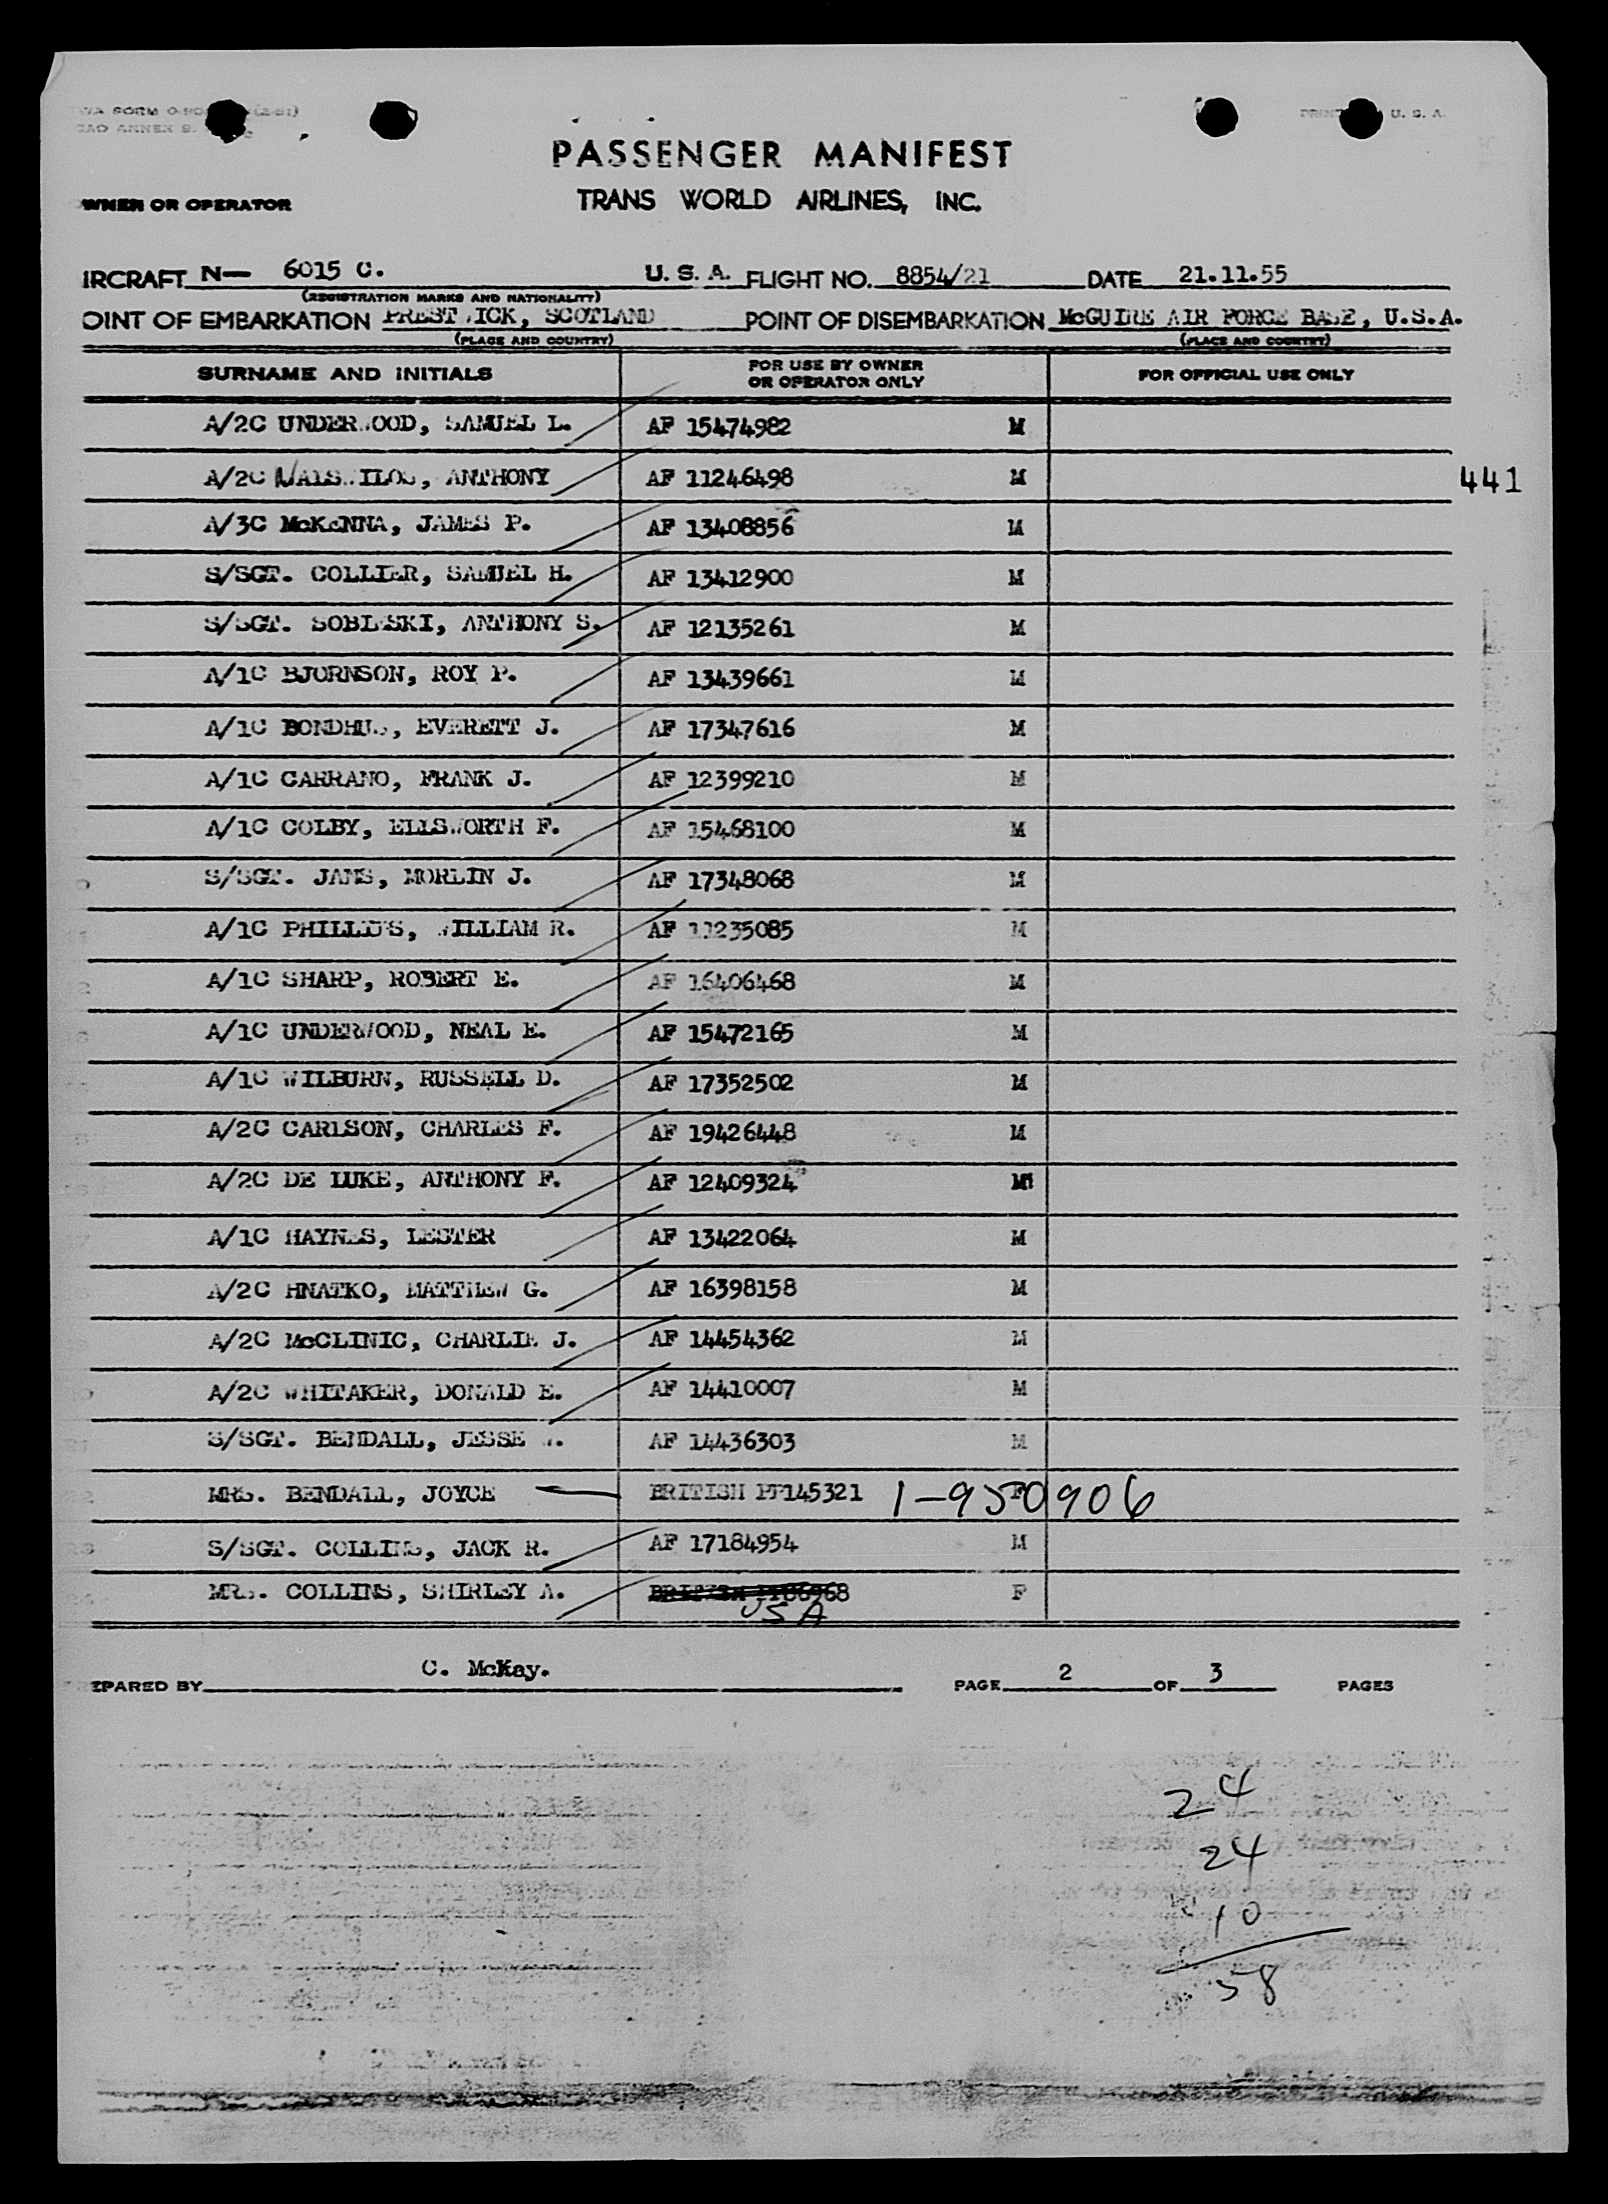 PASSENGER MANIFEST
TRANS WORLD AIRLINES, INC.
WNER OR OPERATOR
IRCRAFT N— 6015 C. U. S. A. FLIGHT NO. 8854/21 DATE 21.11.55
(REGISTRATION MARKS AND NATIONALITY)
OINT OF EMBARKATION PRESTWICK, SCOTLAND POINT OF DISEMBARKATION McGUIRE AIR FORCE BASE, U.S.A.
(PLACE AND COUNTRY) (PLACE AND COUNTRY)
SURNAME AND INITIALS FOR USE BY OWNER OR OPERATOR ONLY FOR OFFICIAL USE ONLY
A/2C UNDERWOOD, SAMUEL L. AF 15474982 M
A/2C ANTHONY AF 11246498 M 441
A/3C McKENNA, JAMES P. AF 13408856 M
S/SGT. COLLIER, SAMUEL H. AF 13412900 M
S/SGT. SOBIESKI, ANTHONY S. AF 12135261 M
A/1C BJORNSON, ROY P. AF 13439661 M
A/1C BONDHUS, EVERETT J. AF 17347616 M
A/1C CARRANO, FRANK J. AF 12399210 M
A/1C COLBY, ELLSWORTH F. AF 15468100 M
S/SGT. JANS, MORLIN J. AF 17348068 M
A/1C PHILLIPS, WILLIAM R. AF 11235085 M
A/1C SHARP, ROBERT E. AF 16406468 M
A/1C UNDERWOOD, NEAL E. AF 15472165 M
A/1C WILBURN, RUSSELL D. AF 17352502 M
A/2C CARLSON, CHARLES F. AF 19426448 M
A/2C DE LUKE, ANTHONY F. AF 12409324 M
A/1C HAYNES, LESTER AF 13422064 M
A/2C HNATKO, MATTHEW G. AF 16398158 M
A/2C McCLINIC, CHARLIE J. AF 14454362 M
A/2C WHITAKER, DONALD E. AF 14410007 M
S/SGT. BENDALL, JESSE W. AF 14436303 M
MRS. BENDALL, JOYCE BRITISH PP145321 F 1-950906
S/SGT. COLLINS, JACK R. AF 17184954 M
MRS. COLLINS, SHIRLEY A. BRITISH F
USA
EPARED BY C. McKay. PAGE 2 OF 3 PAGES
24
24
10
58